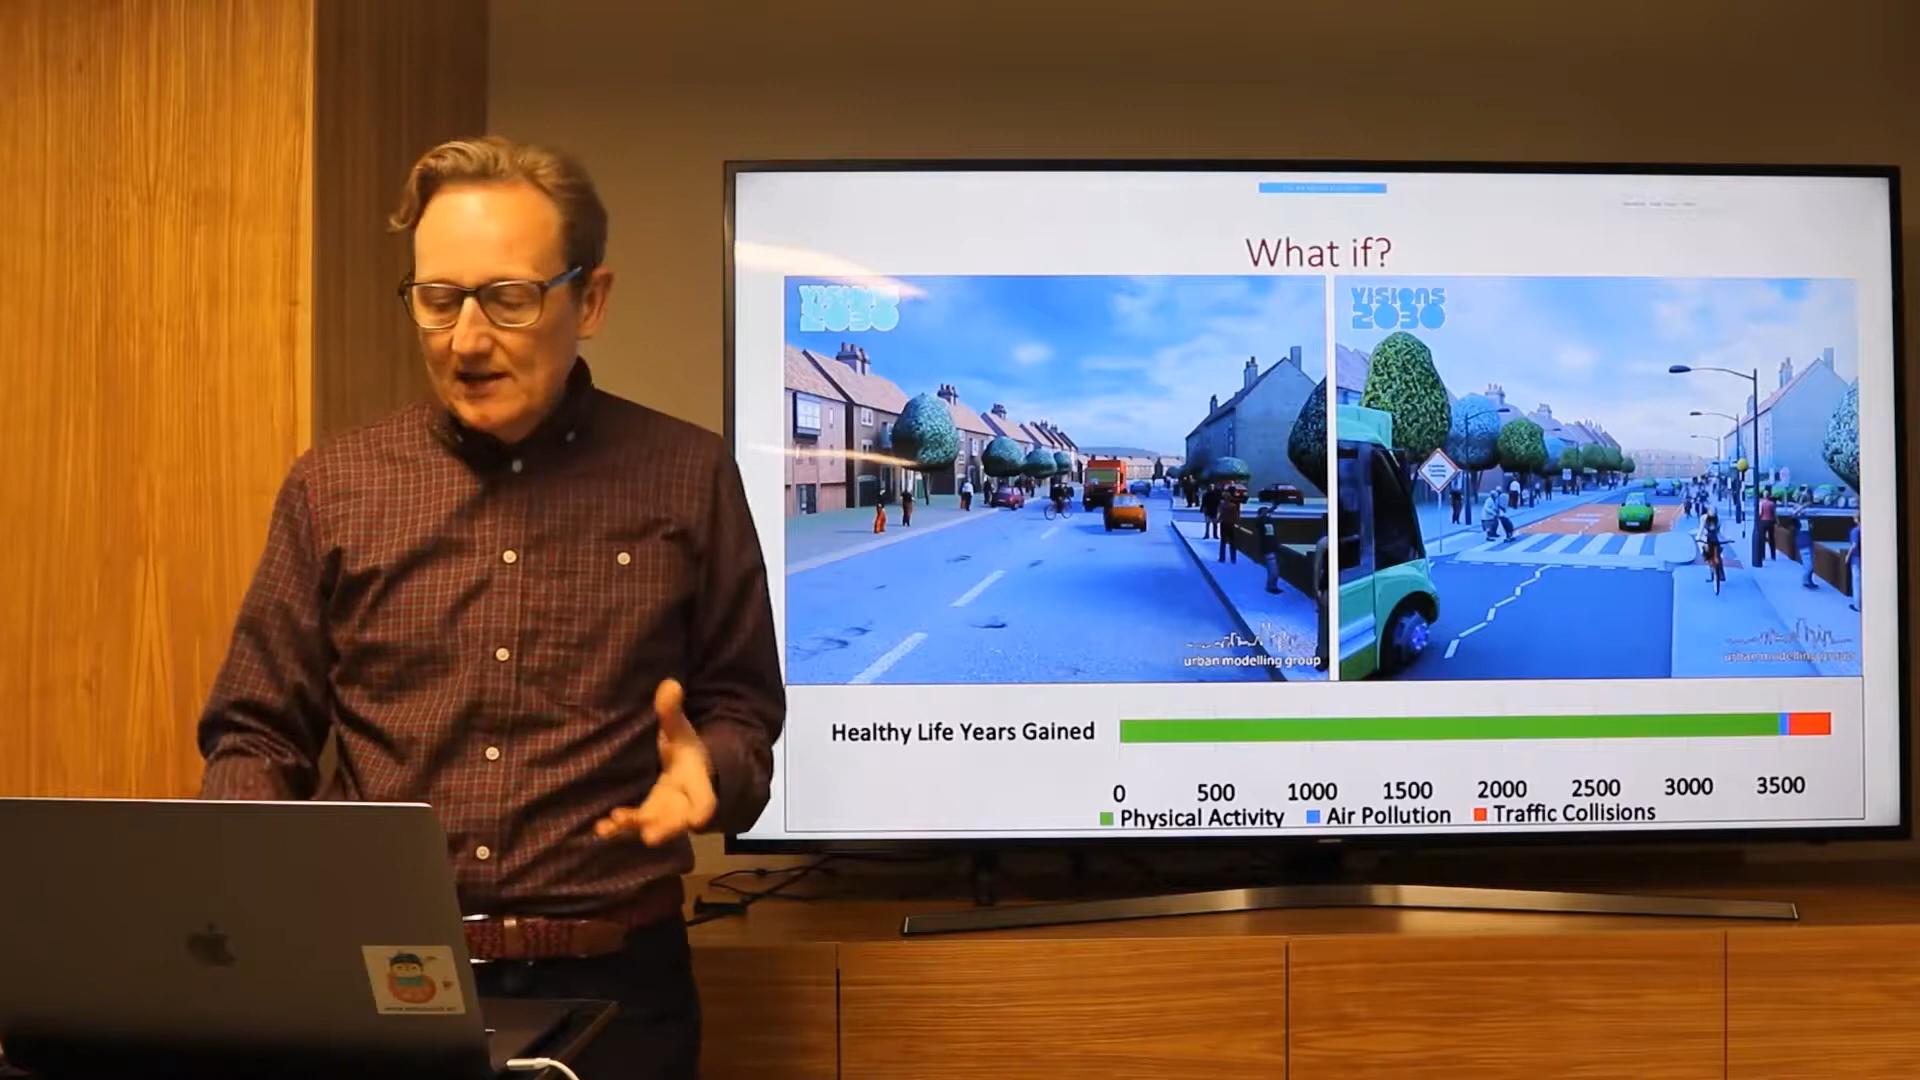 What if?
VISIONS
2030
VISIONS
2030
urban modelling group
urban modelling group
Healthy Life Years Gained
0 500 1000 1500 2000 2500 3000 3500
Physical Activity Air Pollution Traffic Collisions